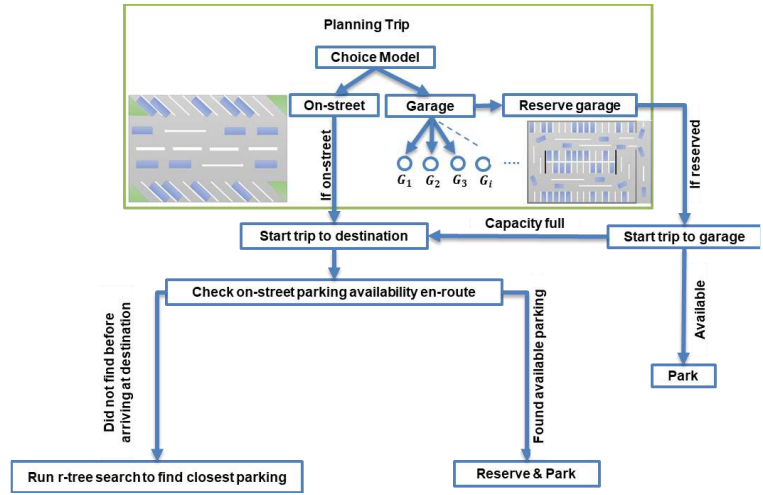 Planning Trip
Choice Model
On-street
Garage
Reserve garage
If on-street
G1
G2
G3
Gi
....
If reserved
Start trip to destination
Capacity full
Start trip to garage
Check on-street parking availability en-route
Available
Did not find before
arriving at destination
Found available parking
Park
Run r-tree search to find closest parking
Reserve & Park